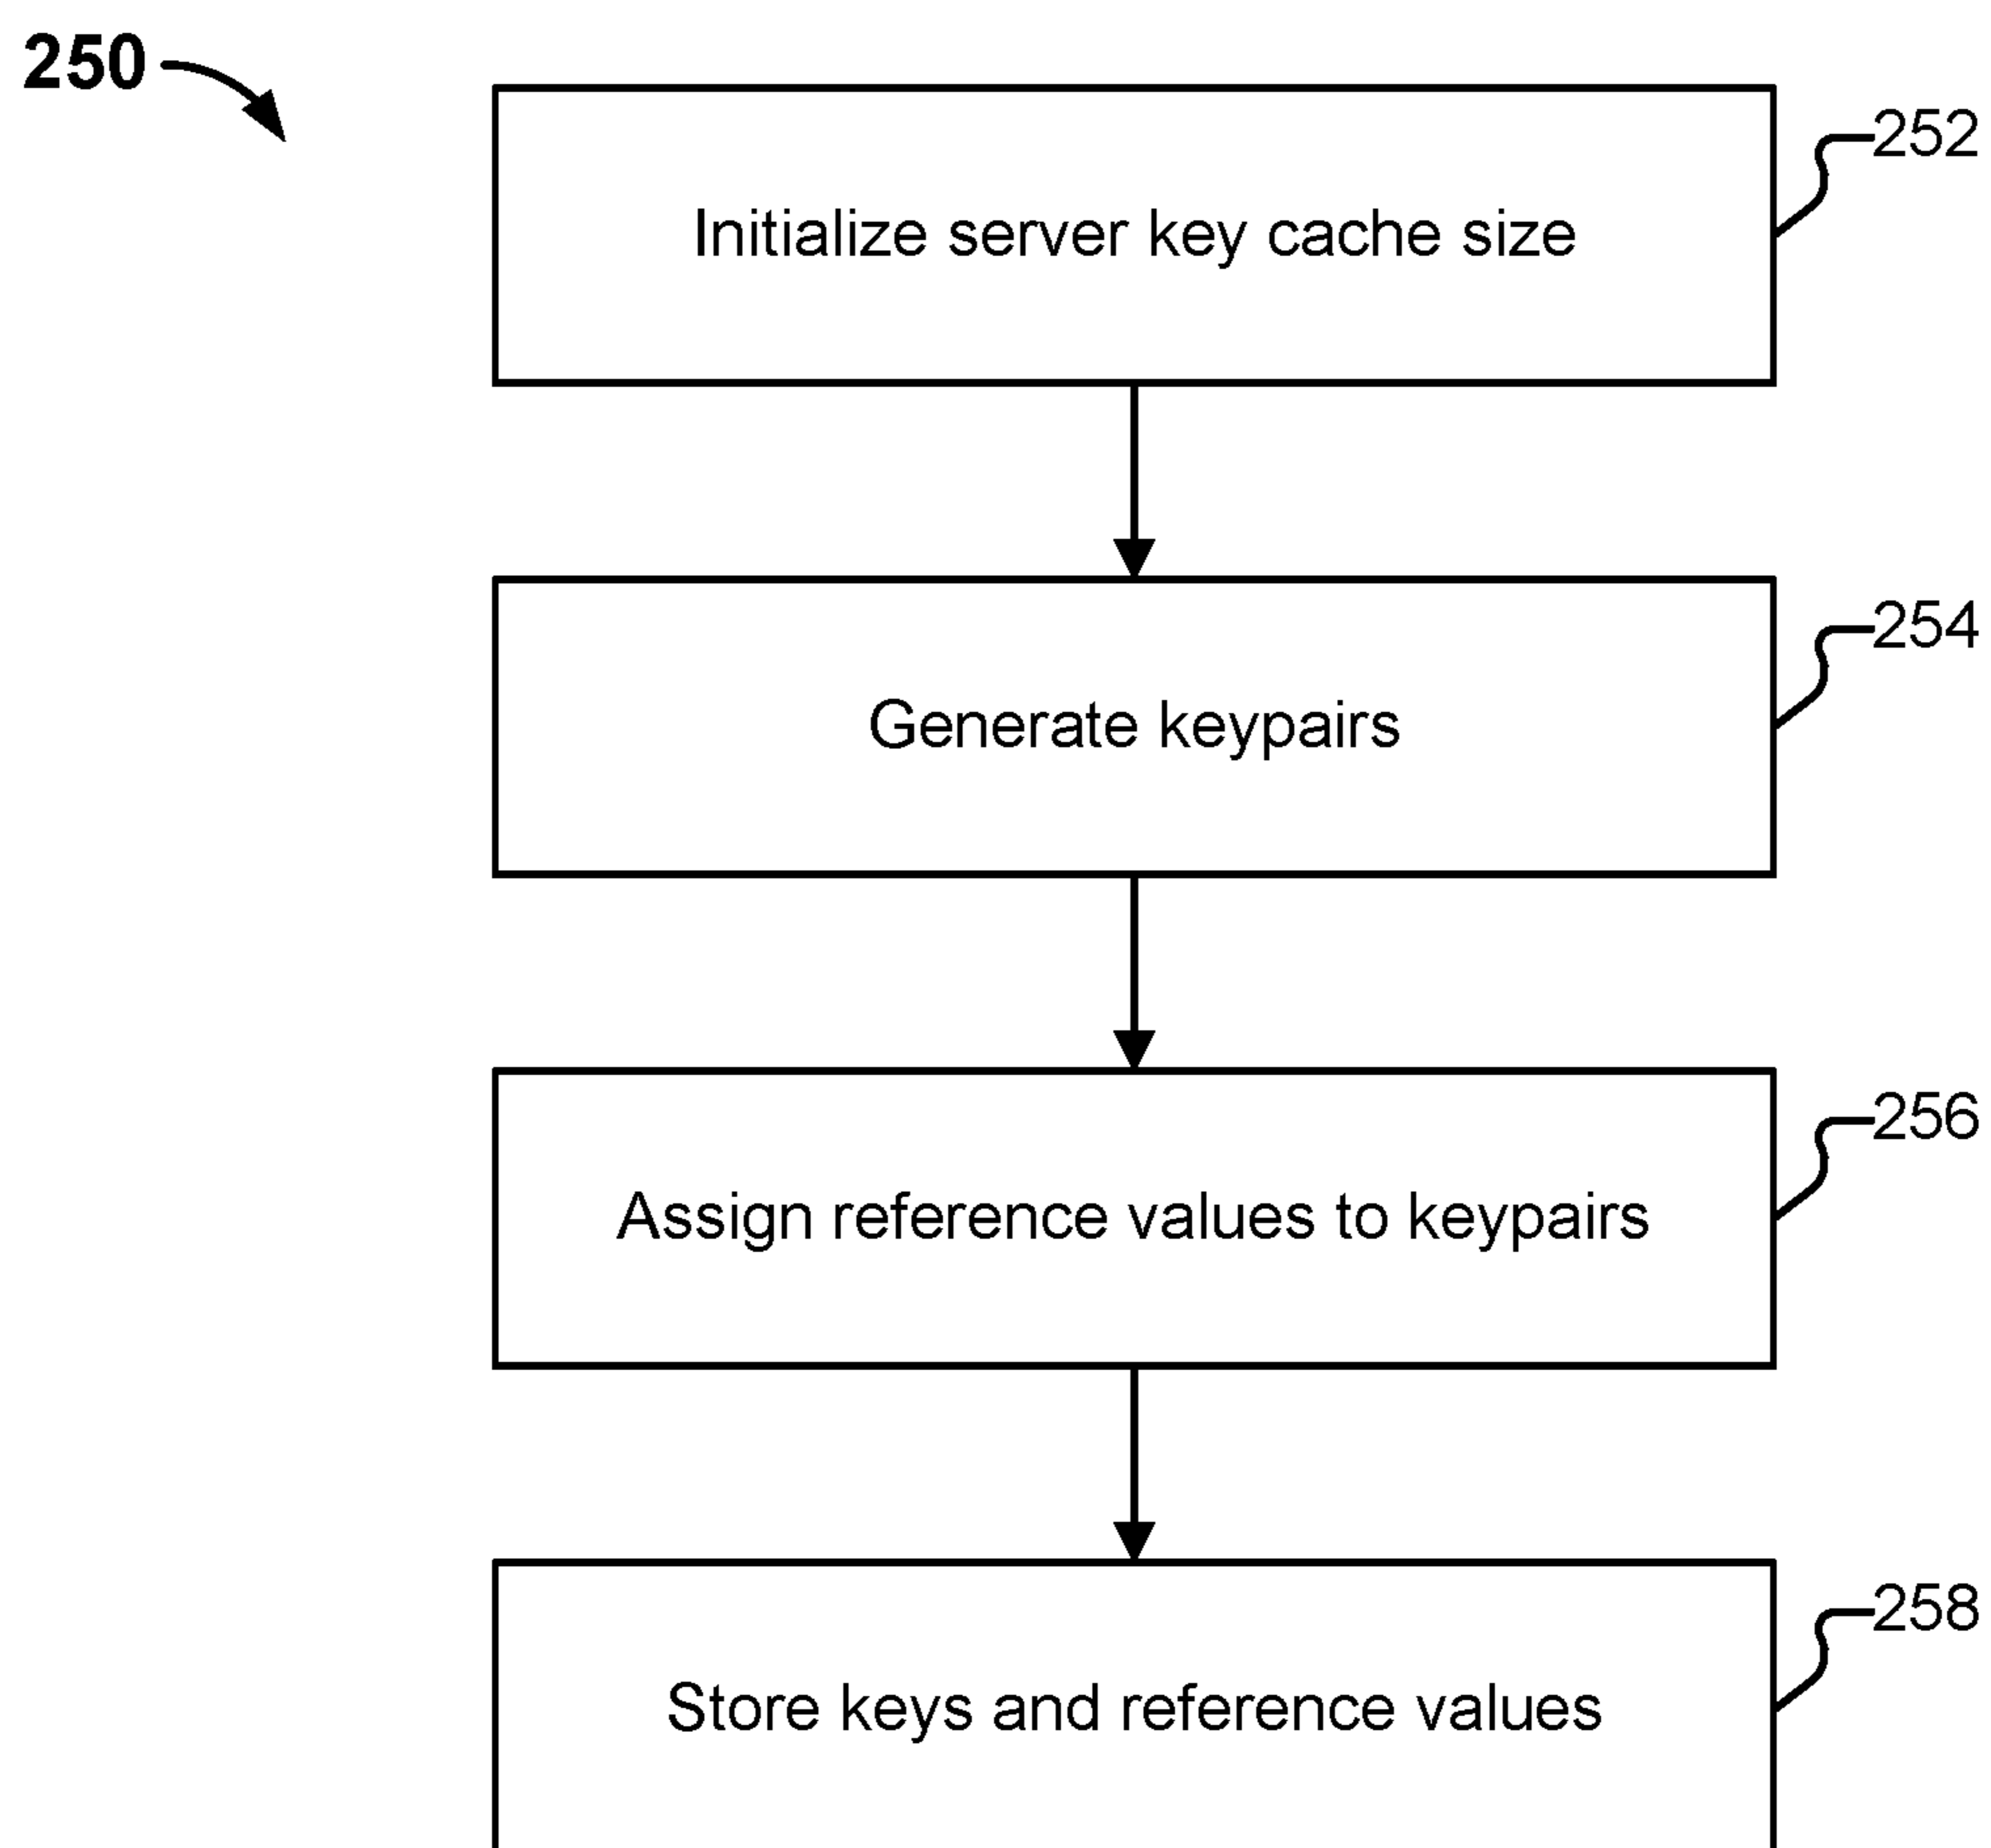 250
252
Initialize server key cache size
254
Generate keypairs
256
Assign reference values to keypairs
258
Store keys and reference values